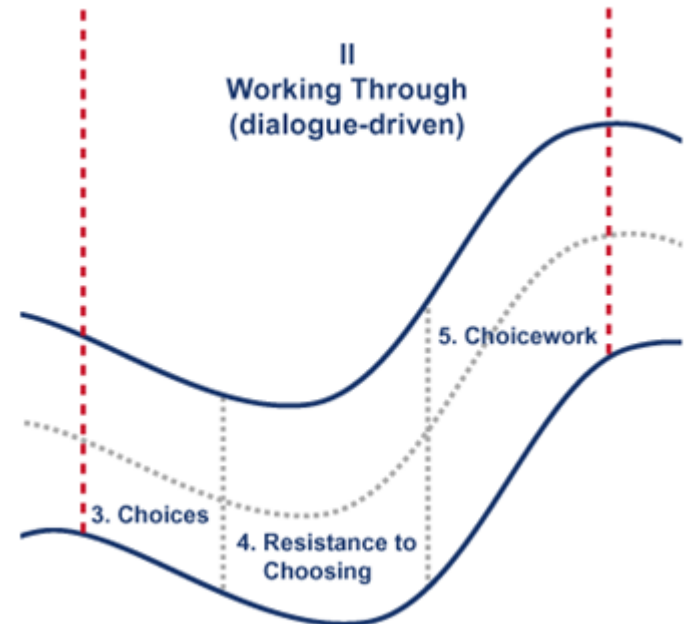 II
Working Through
(dialogue-driven)
5. Choicework
3. Choices
4. Resistance to
Choosing